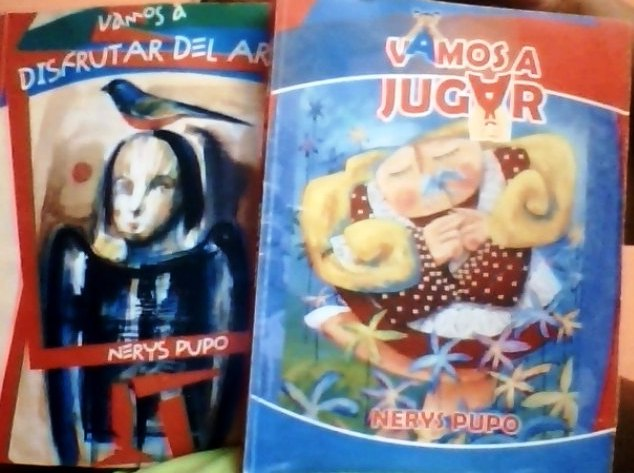 Vamos a
DISFRUTAR DEL AR
NERYS PUPO
VAMOS A
JUGAR
NERYS PUPO